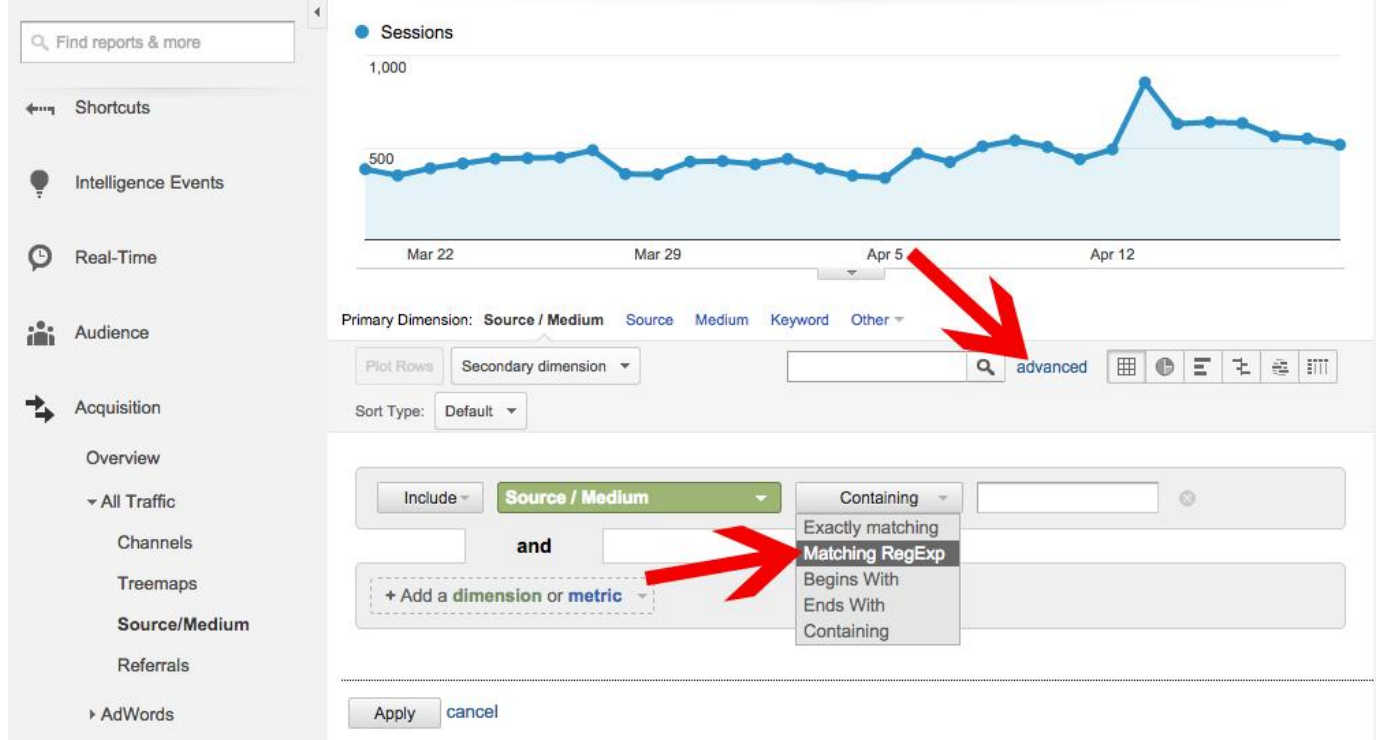 Find reports & more
Shortcuts
Intelligence Events
Real-Time
Audience
Acquisition
Overview
All Traffic
Channels
Treemaps
Source/Medium
Referrals
AdWords
Sessions
1,000
500
Mar 22 Mar 29 Apr 5 Apr 12
Primary Dimension: Source / Medium Source Medium Keyword Other
Plot Rows Secondary dimension advanced
Sort Type: Default
Include Source / Medium Containing
Exactly matching
and
Matching RegExp
Begins With
+ Add a dimension or metric
Ends With
Containing
Apply cancel